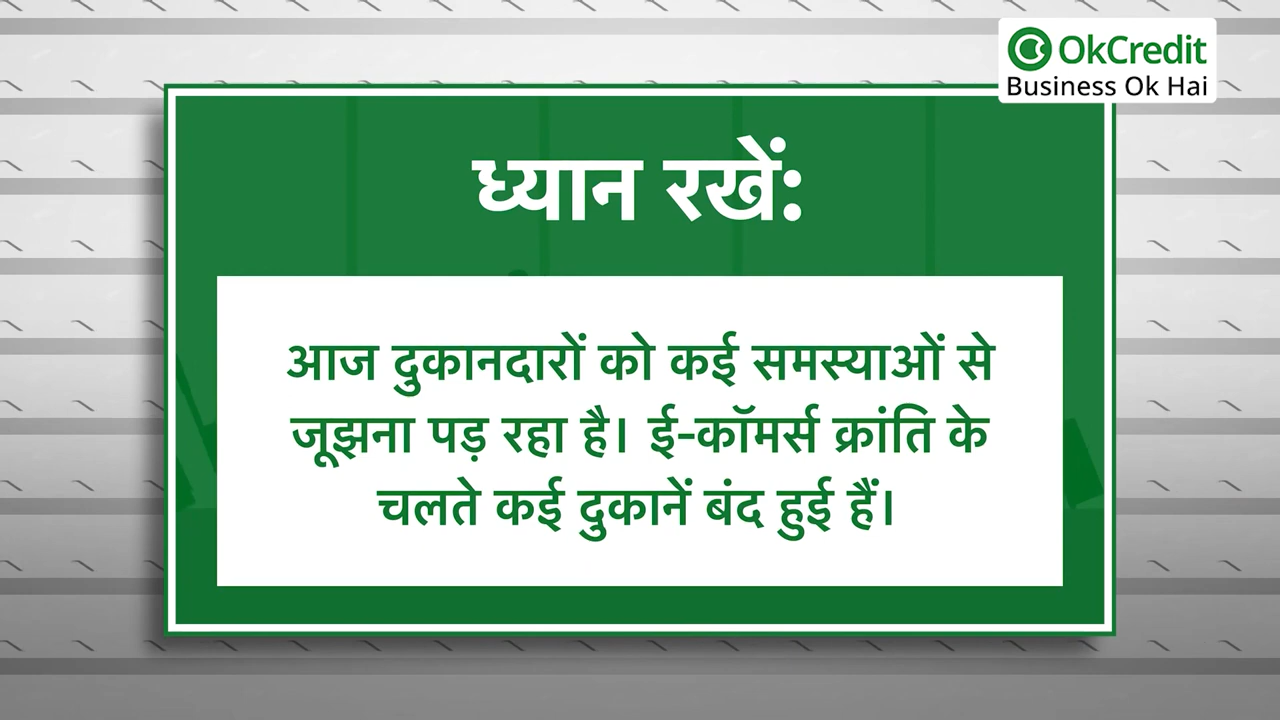 OkCredit
Business Ok Hai
ध्यान रखें:
आज दुकानदारों को कई समस्याओं से
जूझना पड़ रहा है। ई-कॉमर्स क्रांति के
चलते कई दुकानें बंद हुई हैं।